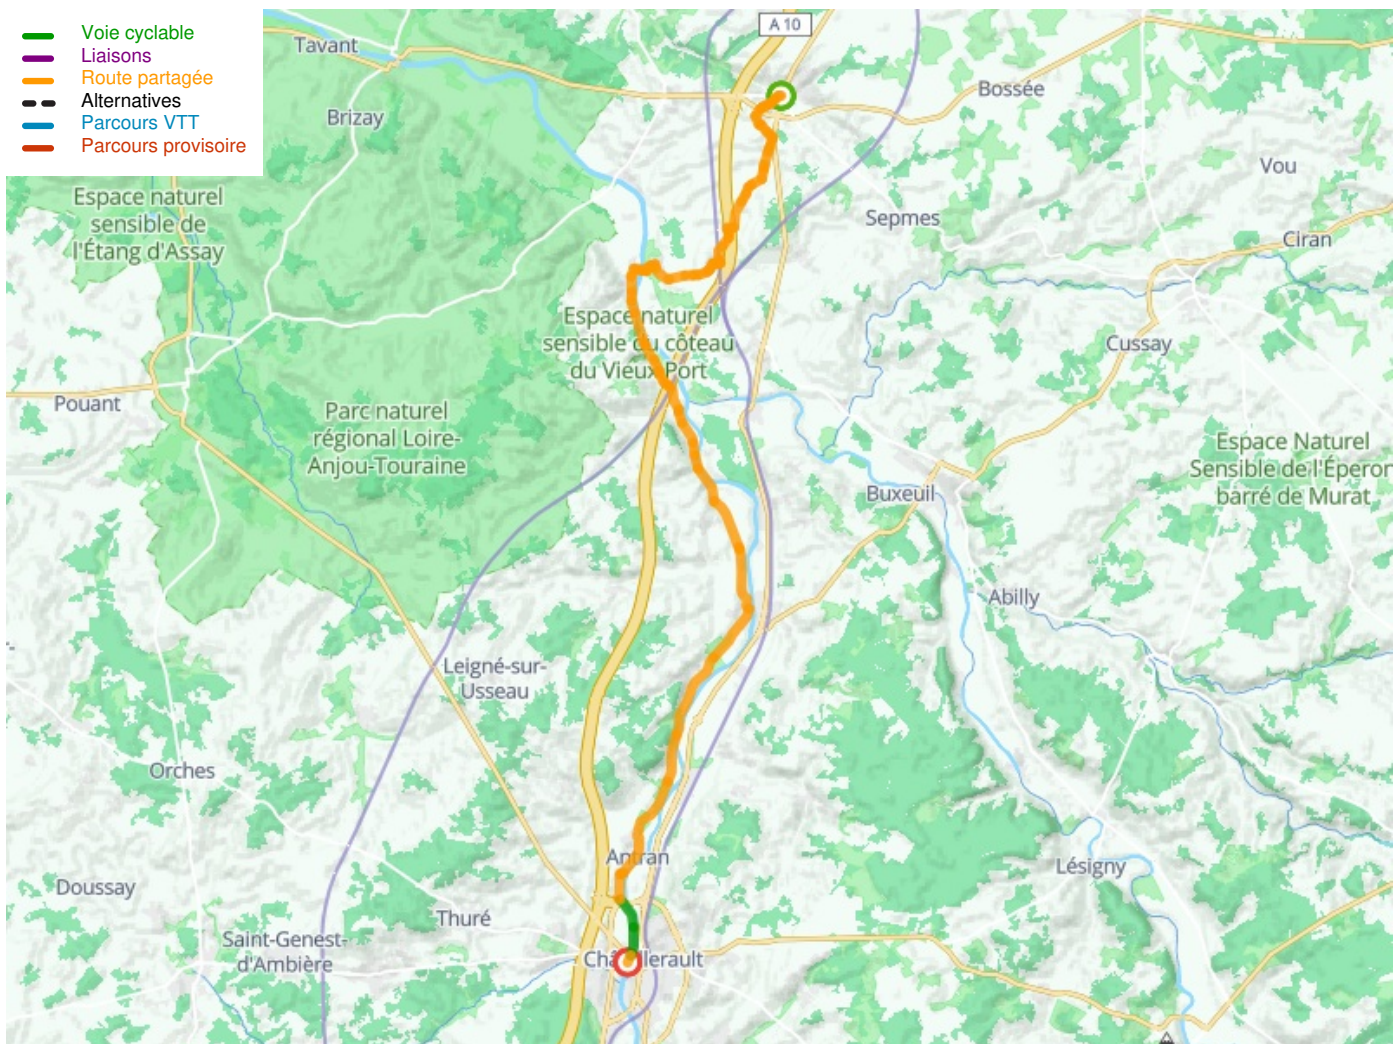 Voie cyclable
Liaisons
Route partagée
Alternatives
Parcours VTT
Parcours provisoire
A 10
Tavant
Bossée
Brizay
Vou
Espace naturel
sensible de
l'Étang d'Assay
Sepmes
Ciran
Espace naturel
sensible du côteau
du Vieux Port
Cussay
Pouant
Parc naturel
régional Loire-
Anjou-Touraine
Espace Naturel
Sensible de l'Éperon
barré de Murat
Buxeuil
Abilly
Leigné-sur-
Usseau
Orches
Antran
Lésigny
Doussay
Thuré
Saint-Genest-
d'Ambière
Châtellerault